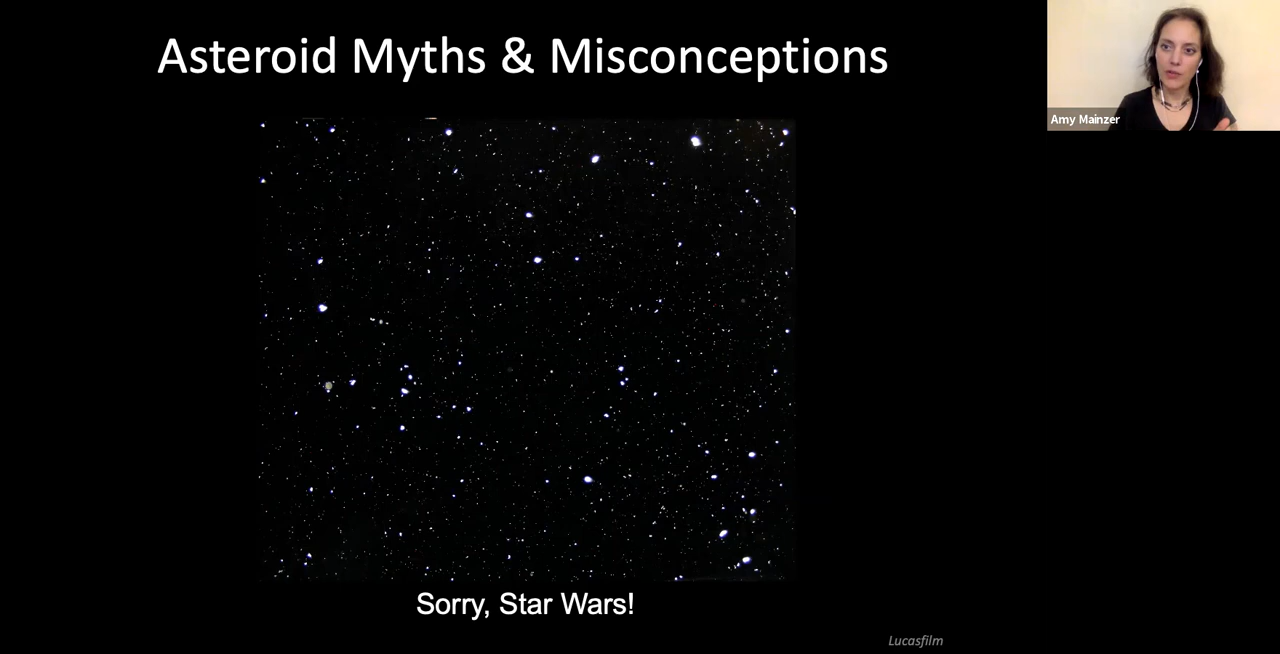 Asteroid Myths & Misconceptions
Amy Mainzer
Sorry, Star Wars!
Lucasfilm